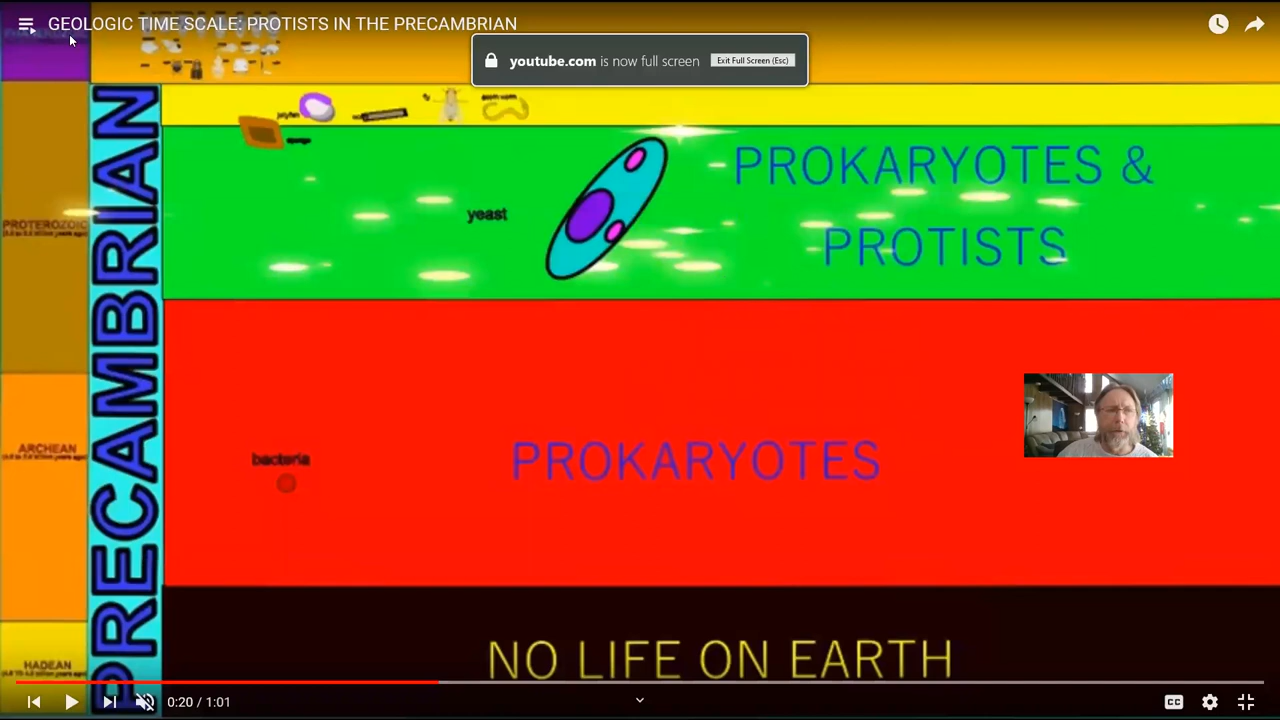 GEOLOGIC TIME SCALE: PROTISTS IN THE PRECAMBRIAN
youtube.com is now full screen
Exit Full Screen (Esc)
PRECAMBRIAN
yeast
PROKARYOTES &
PROTISTS
PROTEROZOIC
ARCHEAN
bacteria
PROKARYOTES
HADEAN
NO LIFE ON EARTH
0:20 / 1:01
CC